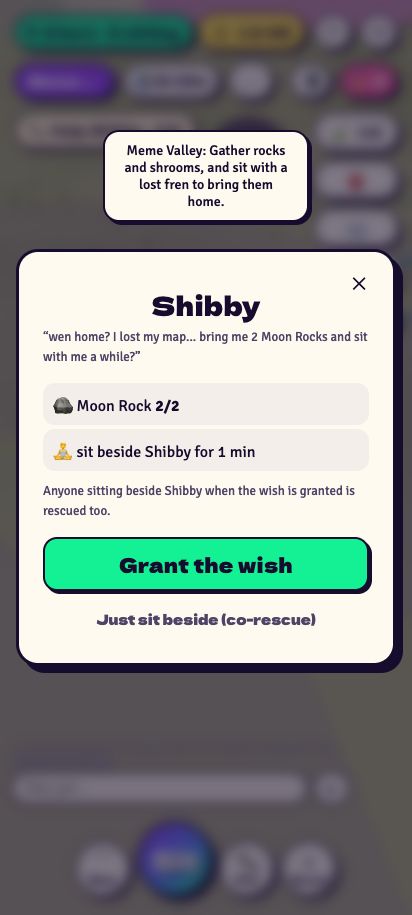 Meme Valley: Gather rocks
and shrooms, and sit with a
lost fren to bring them
home.
Shibby
“wen home? I lost my map... bring me 2 Moon Rocks and sit
with me a while?”
Moon Rock 2/2
sit beside Shibby for 1 min
Anyone sitting beside Shibby when the wish is granted is
rescued too.
Grant the wish
Just sit beside (co-rescue)